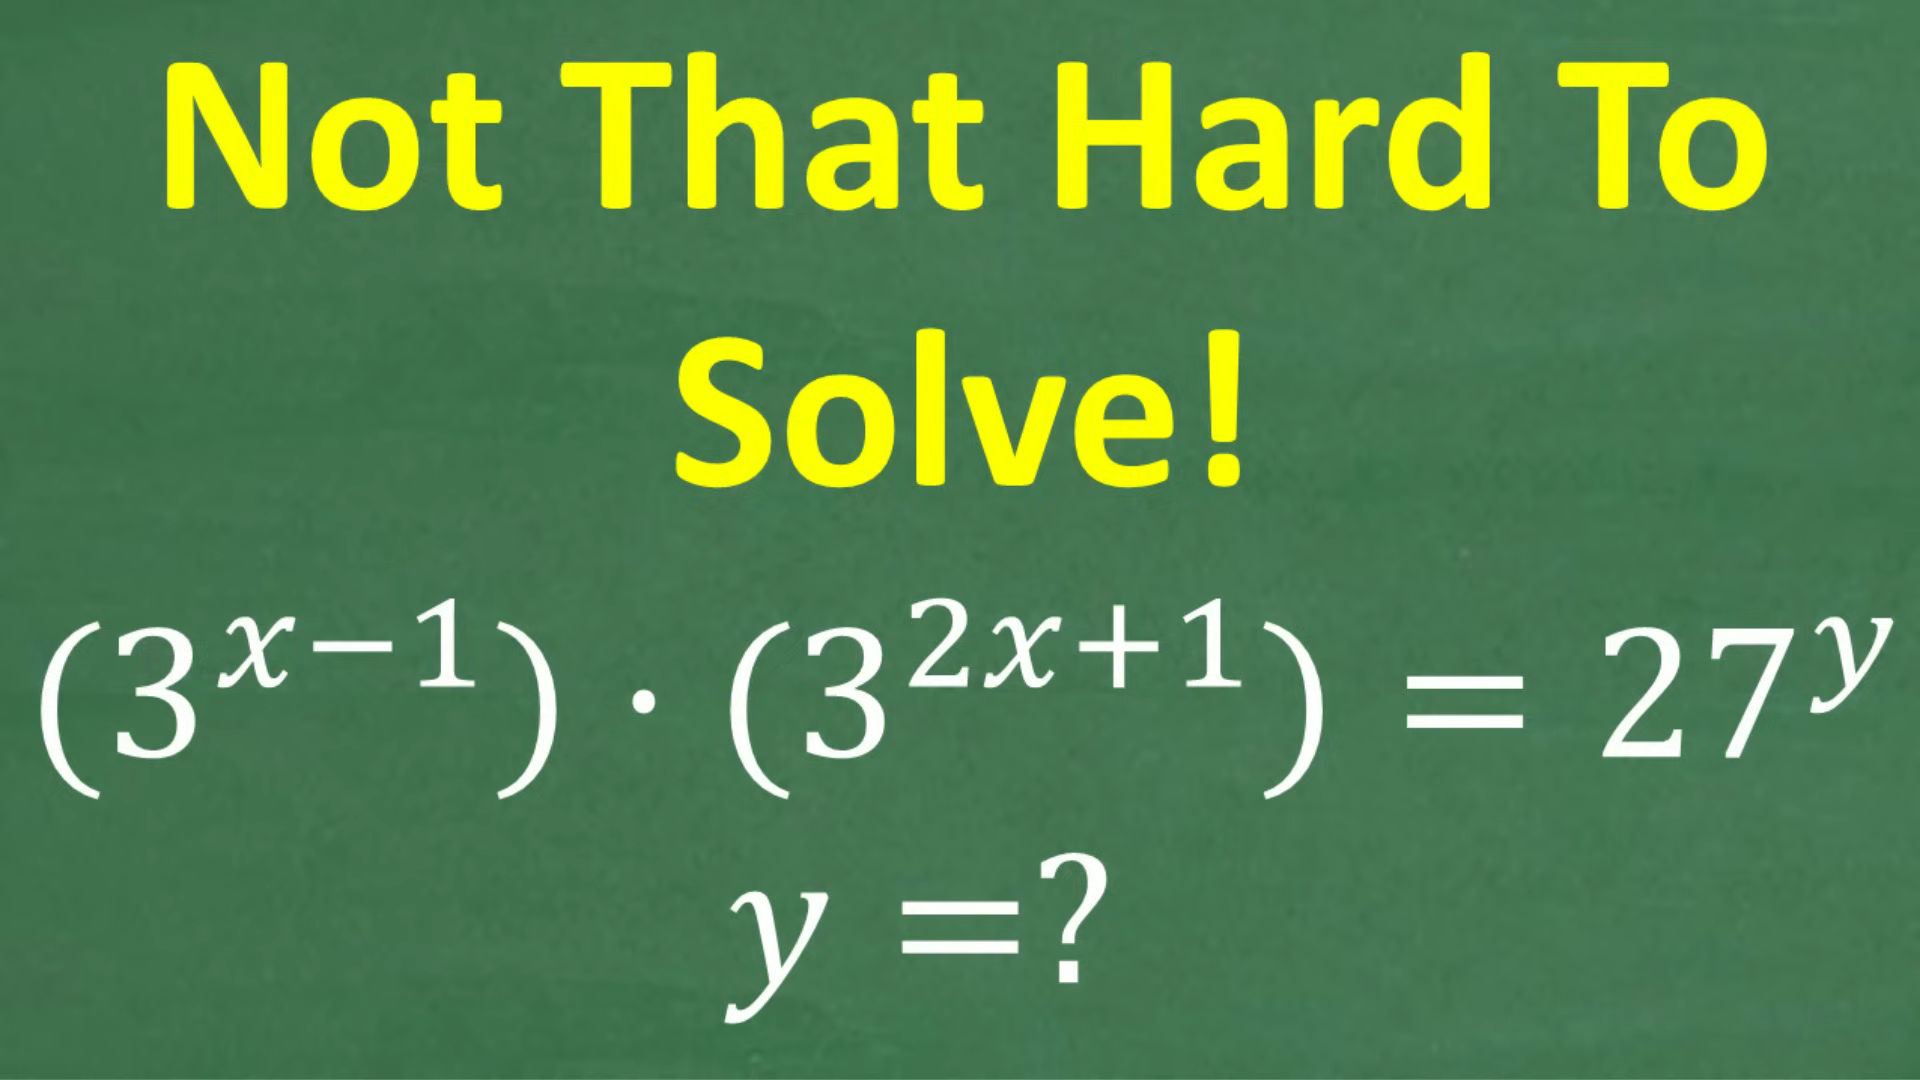 Not That Hard To
Solve!
(3^{x−1}) · (3^{2x+1}) = 27^y
y =?